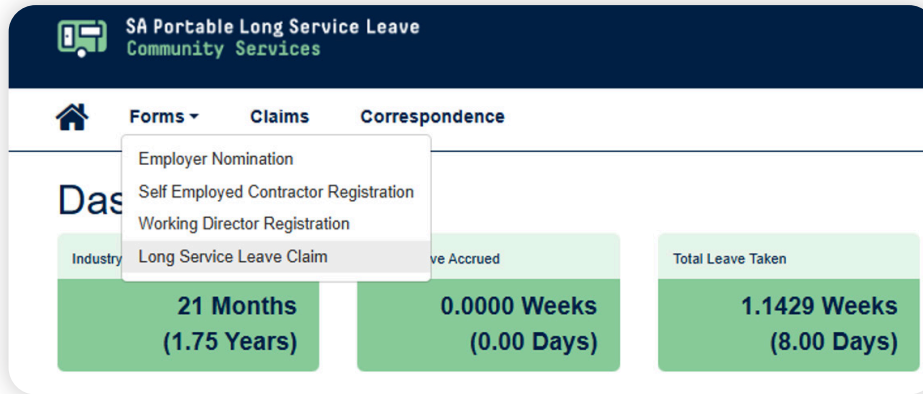 SA Portable Long Service Leave
Community Services
Forms Claims Correspondence
Employer Nomination
Self Employed Contractor Registration
Working Director Registration
Long Service Leave Claim
Industry Accrued Total Leave Taken
21 Months 0.0000 Weeks 1.1429 Weeks
(1.75 Years) (0.00 Days) (8.00 Days)